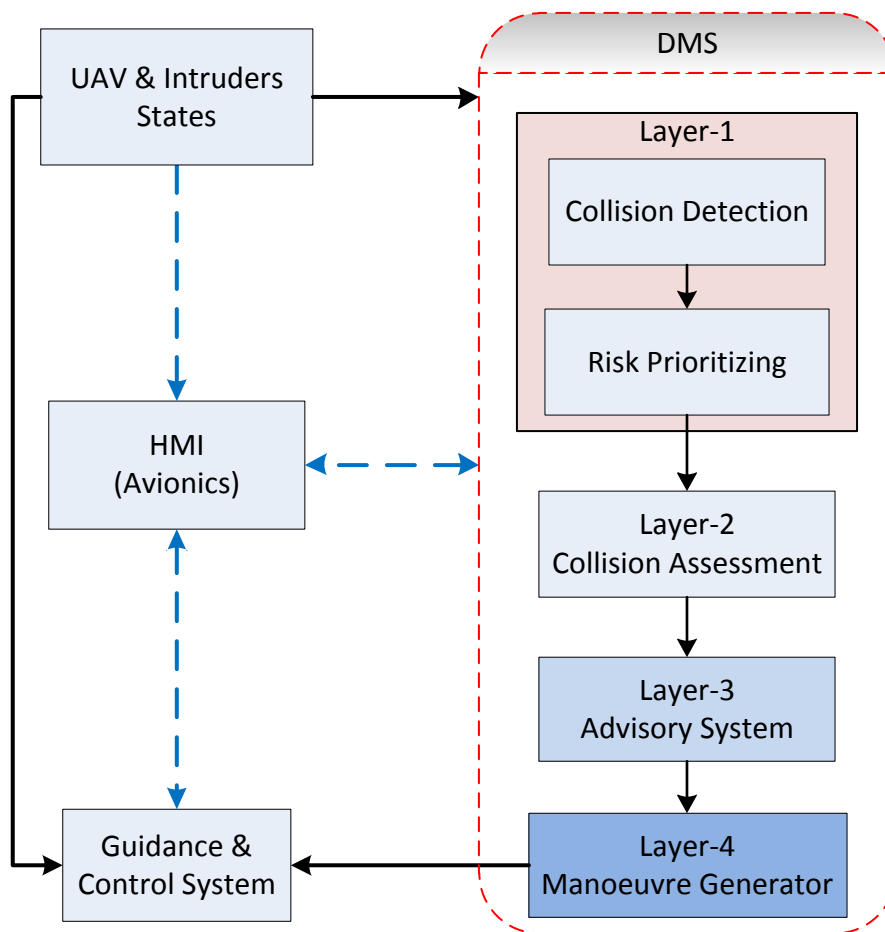 UAV & Intruders
States
HMI
(Avionics)
Guidance &
Control System
DMS
Layer-1
Collision Detection
Risk Prioritizing
Layer-2
Collision Assessment
Layer-3
Advisory System
Layer-4
Manoeuvre Generator